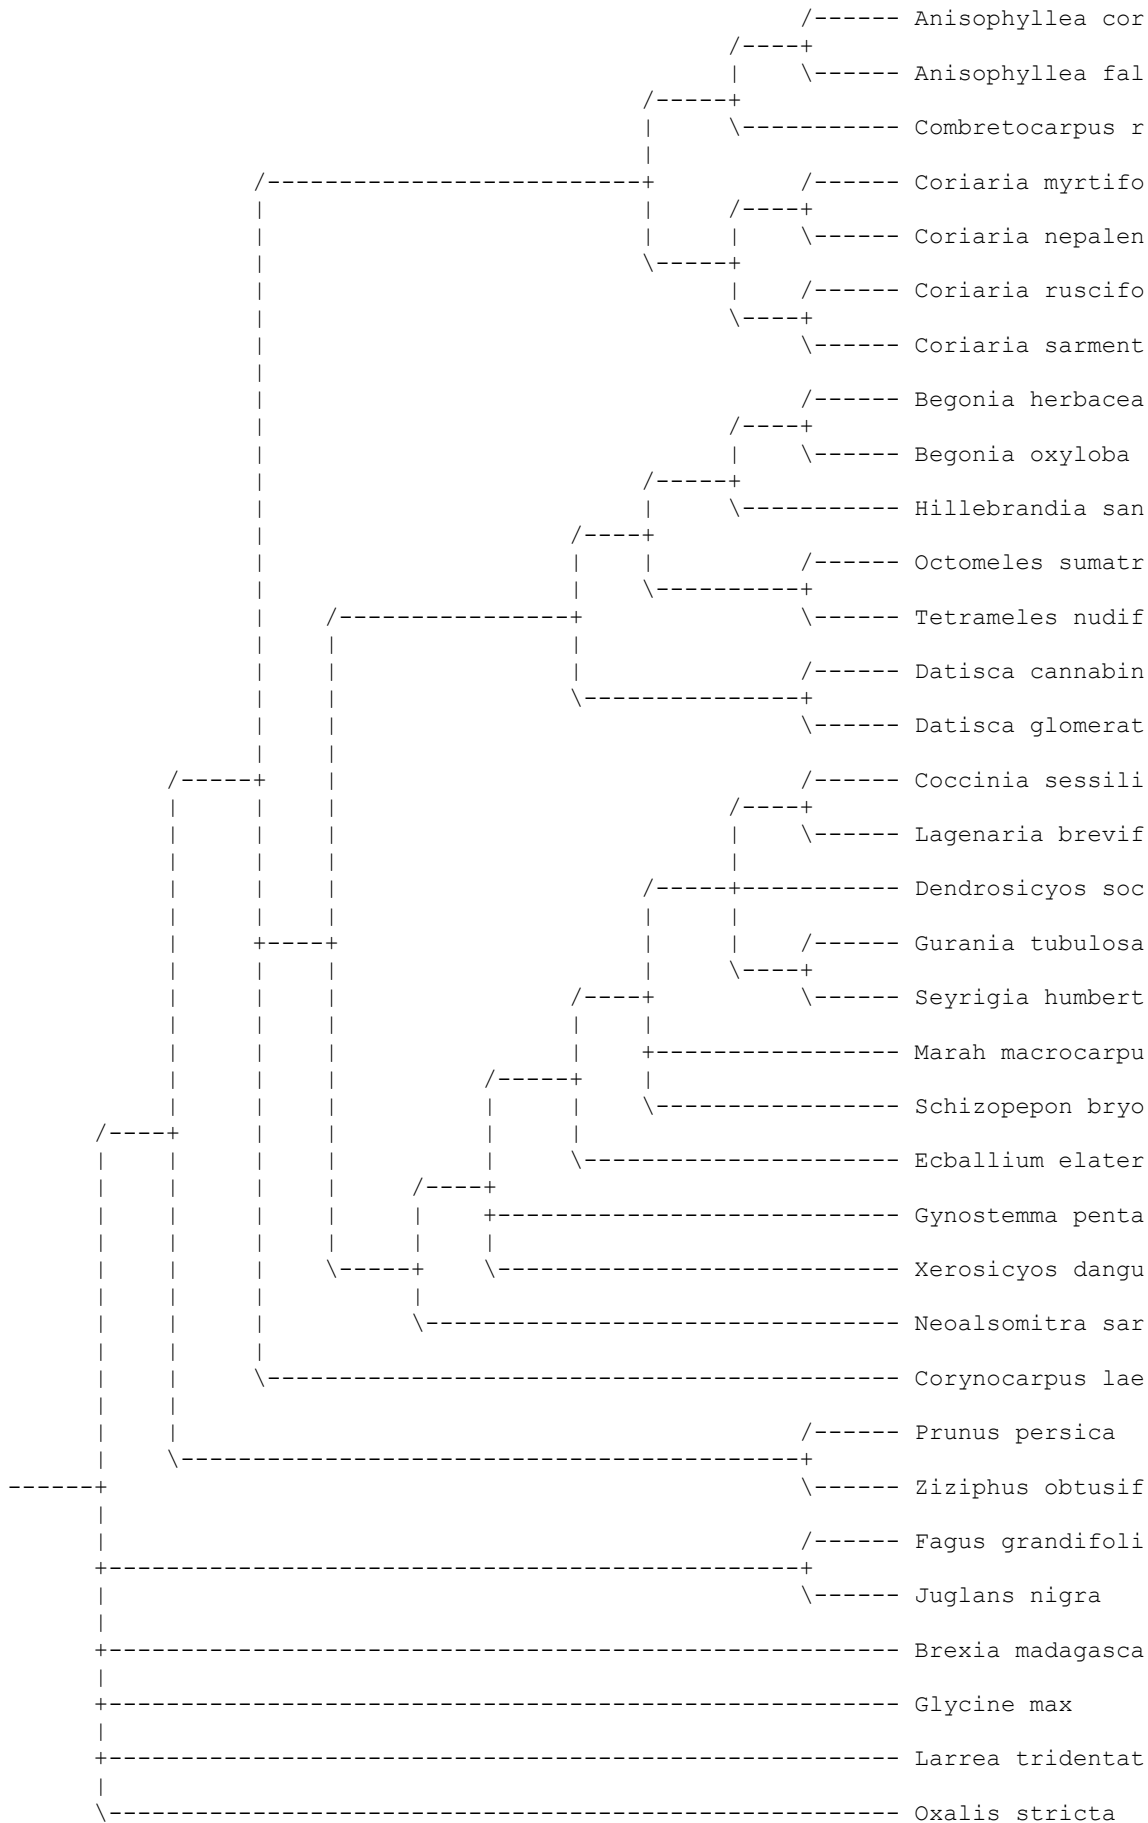 Anisophyllea cor
Anisophyllea fal
Combretocarpus r
Coriaria myrtifo
Coriaria nepalen
Coriaria ruscifo
Coriaria sarment
Begonia herbacea
Begonia oxyloba
Hillebrandia san
Octomeles sumatr
Tetrameles nudif
Datisca cannabin
Datisca glomerat
Coccinia sessili
Lagenaria brevif
Dendrosicyos soc
Gurania tubulosa
Seyrigia humbert
Marah macrocarpu
Schizopepon bryo
Ecballium elater
Gynostemma penta
Xerosicyos dangu
Neoalsomitra sar
Corynocarpus lae
Prunus persica
Ziziphus obtusif
Fagus grandifoli
Juglans nigra
Brexia madagasca
Glycine max
Larrea tridentat
Oxalis stricta